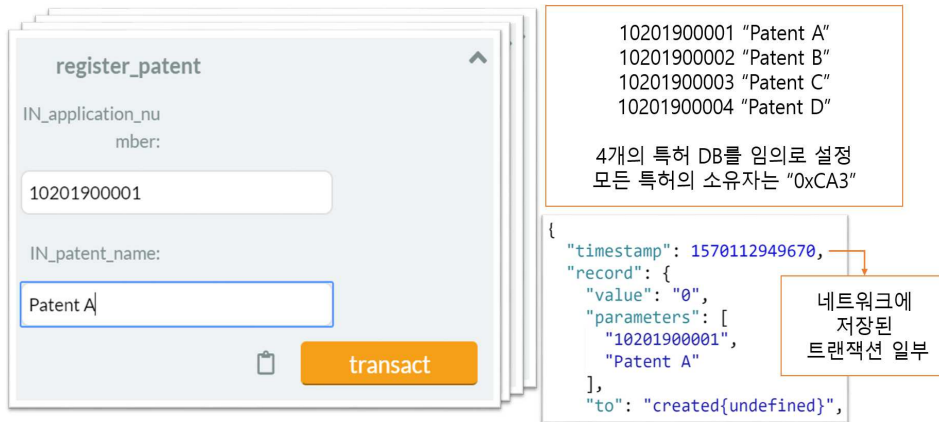 register_patent
IN_application_nu
mber:
10201900001
IN_patent_name:
Patent A
transact
10201900001 “Patent A”
10201900002 “Patent B”
10201900003 “Patent C”
10201900004 “Patent D”
4개의 특허 DB를 임의로 설정
모든 특허의 소유자는 “0xCA3”
{
"timestamp": 1570112949670,
"record": {
"value": "0",
"parameters": [
"10201900001",
"Patent A"
],
"to": "created{undefined}",
네트워크에
저장된
트랜잭션 일부